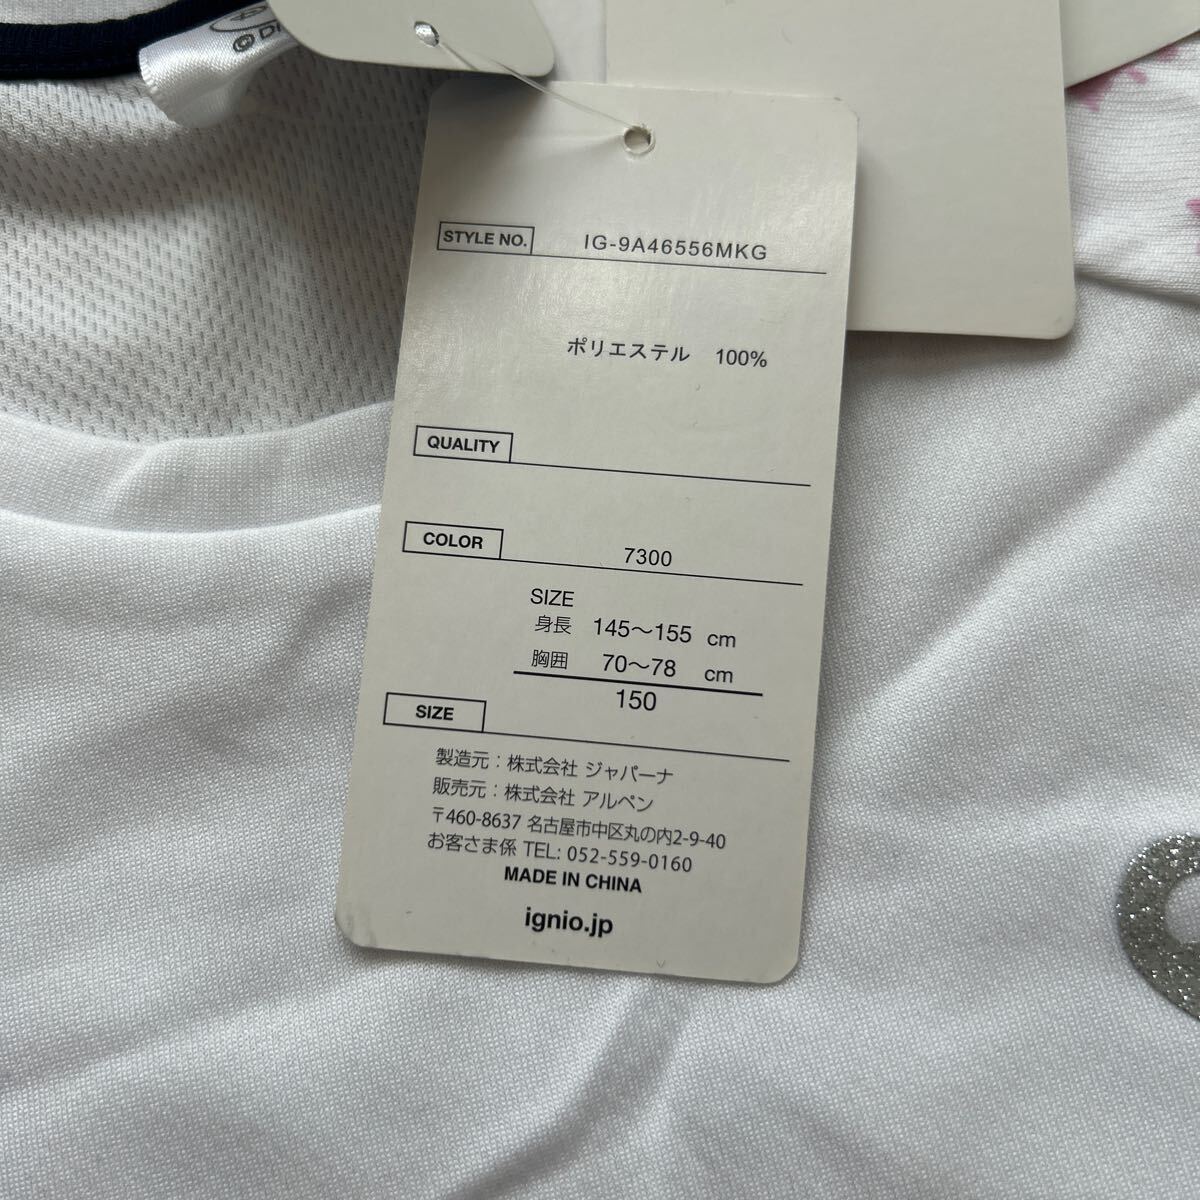 STYLE NO. IG-9A46556MKG
ポリエステル 100%
QUALITY
COLOR 7300
SIZE
身長 145～155 cm
胸囲 70～78 cm
150
SIZE
製造元：株式会社 ジャパーナ
販売元：株式会社 アルペン
〒460-8637 名古屋市中区丸の内2-9-40
お客さま係 TEL: 052-559-0160
MADE IN CHINA
ignio.jp